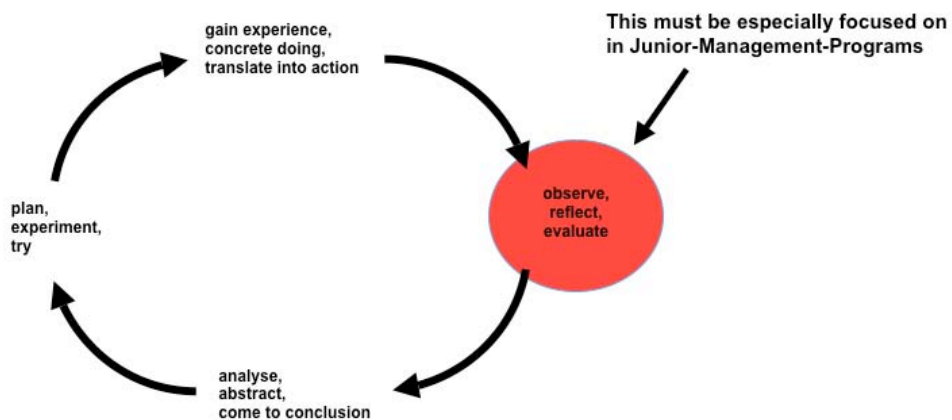 gain experience,
concrete doing,
translate into action
This must be especially focused on
in Junior-Management-Programs
observe,
reflect,
evaluate
analyse,
abstract,
come to conclusion
plan,
experiment,
try